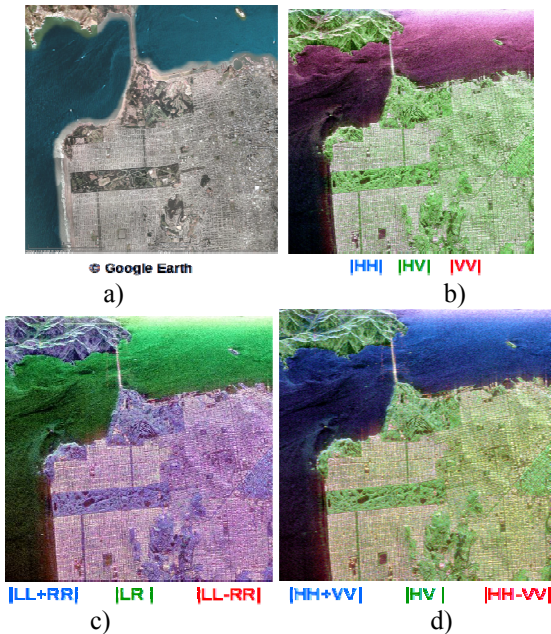 © Google Earth
a)
|HH| |HV| |VV|
b)
|LL+RR| |LR | |LL-RR|
c)
|HH+VV| |HV| |HH-VV|
d)